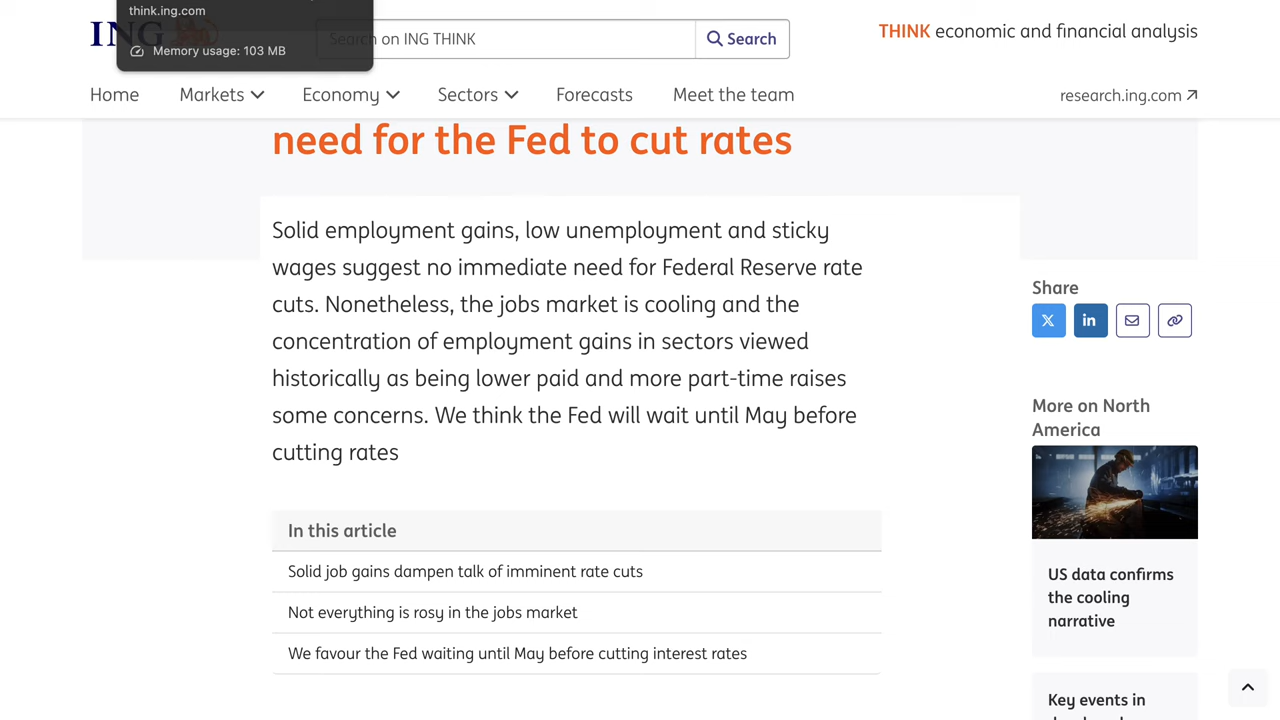 think.ing.com
Memory usage: 103 MB
ING
Search on ING THINK
Search
THINK economic and financial analysis
Home
Markets
Economy
Sectors
Forecasts
Meet the team
research.ing.com
need for the Fed to cut rates
Solid employment gains, low unemployment and sticky
wages suggest no immediate need for Federal Reserve rate
cuts. Nonetheless, the jobs market is cooling and the
concentration of employment gains in sectors viewed
historically as being lower paid and more part-time raises
some concerns. We think the Fed will wait until May before
cutting rates
In this article
Solid job gains dampen talk of imminent rate cuts
Not everything is rosy in the jobs market
We favour the Fed waiting until May before cutting interest rates
Share
X
in
More on North
America
US data confirms
the cooling
narrative
Key events in